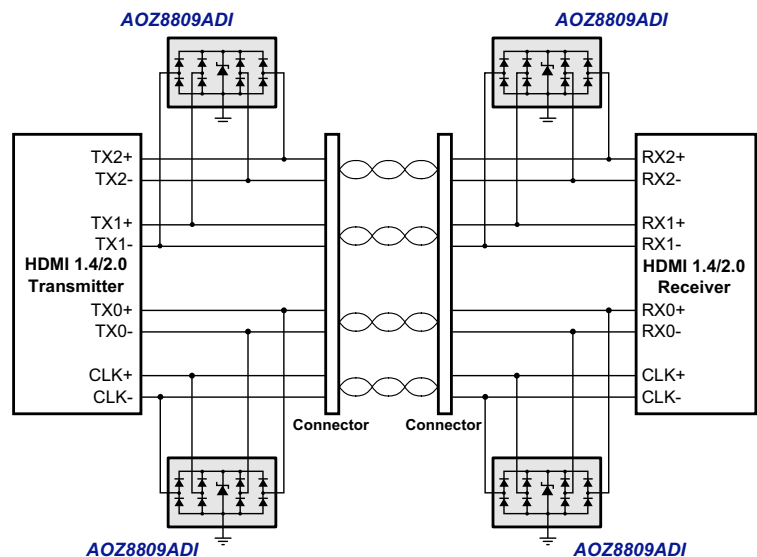 AOZ8809ADI
AOZ8809ADI
TX2+
TX2-
TX1+
TX1-
HDMI 1.4/2.0
Transmitter
TX0+
TX0-
CLK+
CLK-
RX2+
RX2-
RX1+
RX1-
HDMI 1.4/2.0
Receiver
RX0+
RX0-
CLK+
CLK-
Connector
Connector
AOZ8809ADI
AOZ8809ADI